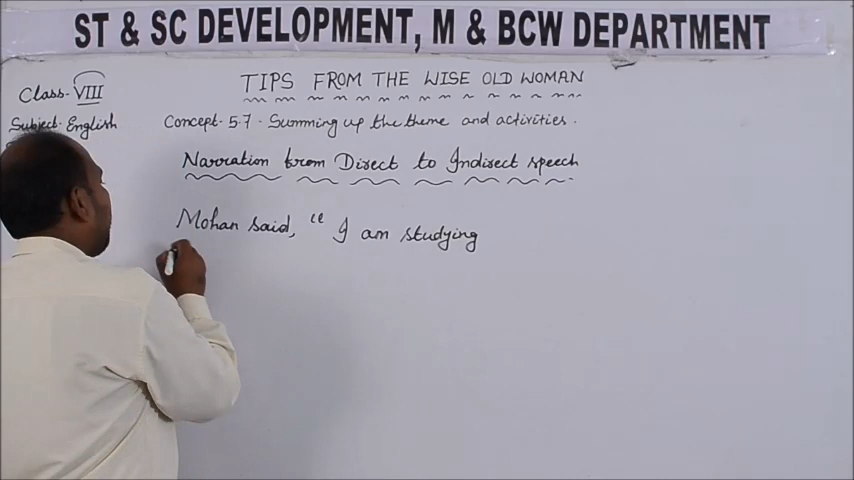 ST & SC DEVELOPMENT, M & BCW DEPARTMENT
TIPS FROM THE WISE OLD WOMAN
Class-VIII
Subject-English
Concept-5.7. Summing up the theme and activities.
Narration from Direct to Indirect speech
Mohan said, “ I am studying